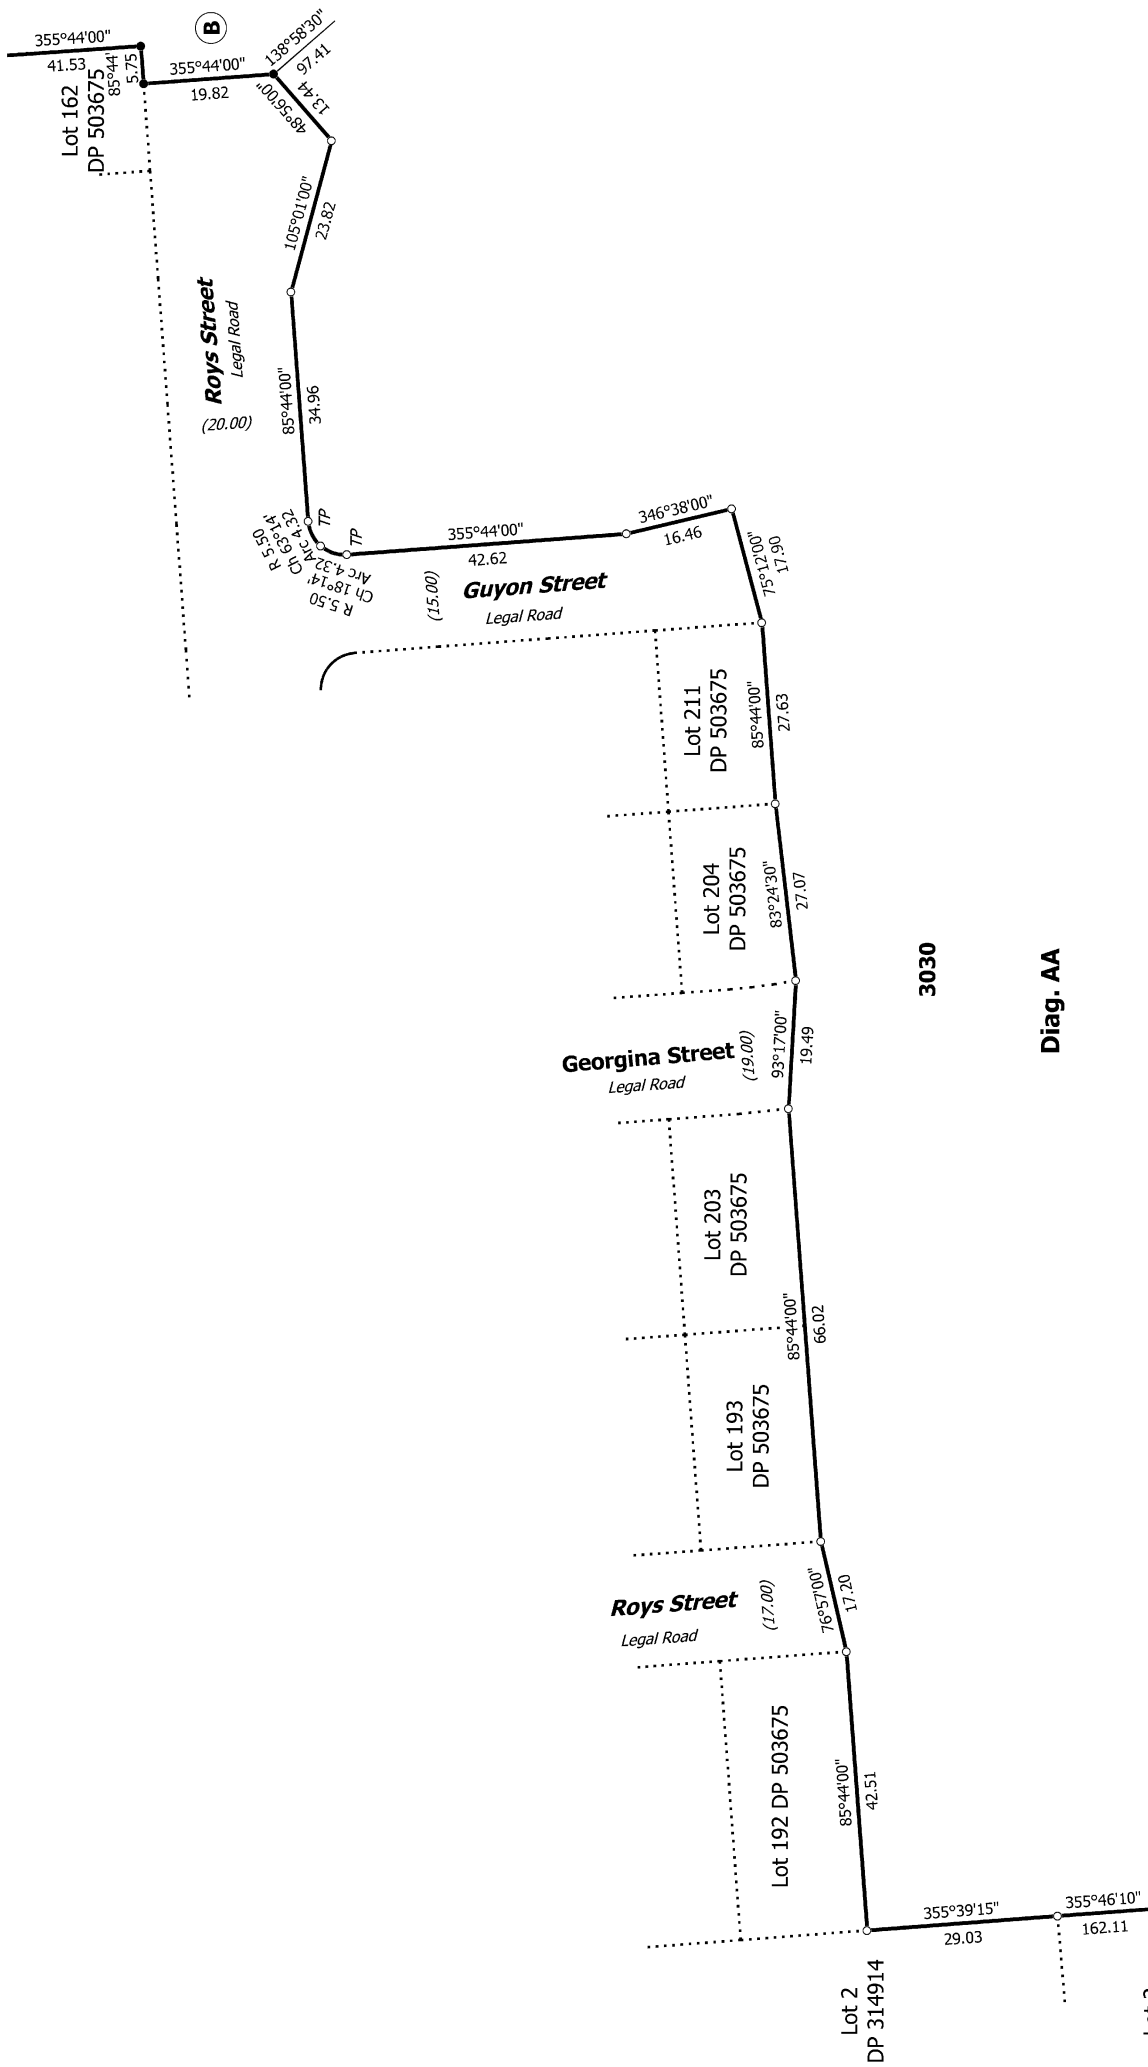 355°44'00"
41.53
Lot 162
DP 503675
85°44'
5.75
B
355°44'00"
19.82
138°58'30"
97.41
48°56'00"
13.44
105°01'00"
23.82
Roys Street
Legal Road
(20.00)
85°44'00"
34.96
TP
R 5.50
Ch 63°14'
Arc 4.32
TP
R 5.50
Ch 18°14'
Arc 4.32
355°44'00"
42.62
346°38'00"
16.46
(15.00)
Guyon Street
Legal Road
75°12'00"
17.90
Lot 211
DP 503675
85°44'00"
27.63
Lot 204
DP 503675
83°24'30"
27.07
Georgina Street
Legal Road
(19.00)
93°17'00"
19.49
3030
Diag. AA
Lot 203
DP 503675
85°44'00"
66.02
Lot 193
DP 503675
Roys Street
Legal Road
(17.00)
76°57'00"
17.20
Lot 192 DP 503675
85°44'00"
42.51
355°39'15"
29.03
355°46'10"
162.11
Lot 2
DP 314914